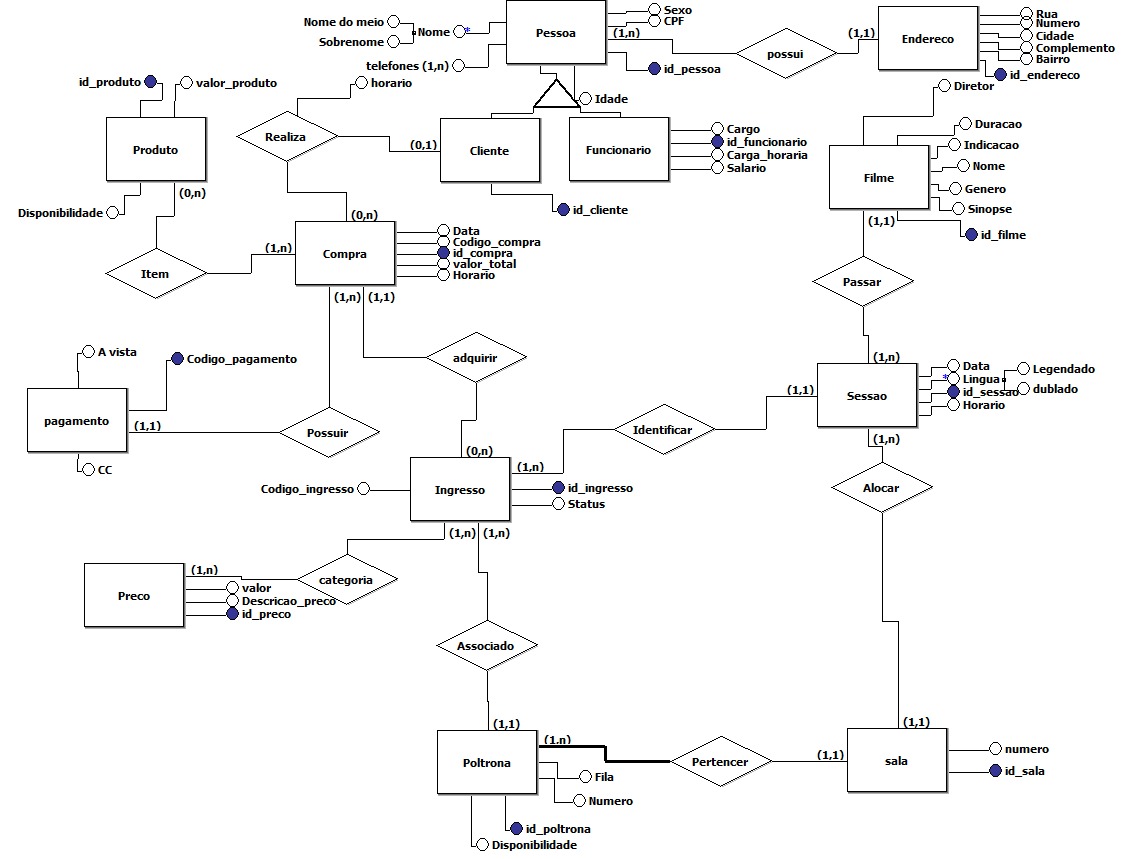 Nome do meio
Sobrenome
Nome
*
telefones (1,n)
Pessoa
Sexo
CPF
(1,n)
id_pessoa
possui
(1,1)
Endereco
Rua
Numero
Cidade
Complemento
Bairro
id_endereco
id_produto
valor_produto
horario
Idade
Diretor
Produto
Realiza
(0,1)
Cliente
Funcionario
Cargo
id_funcionario
Carga_horaria
Salario
Filme
Duracao
Indicacao
Nome
Genero
Sinopse
id_filme
(1,1)
Disponibilidade
(0,n)
id_cliente
(0,n)
Item
(1,n)
Compra
Data
Codigo_compra
id_compra
valor_total
Horario
(1,n)
(1,1)
Passar
A vista
Codigo_pagamento
adquirir
(1,n)
pagamento
(1,1)
CC
Possuir
Identificar
(1,1)
Sessao
Data
*
Lingua
id_sessao
Horario
Legendado
dublado
(1,n)
(0,n)
(1,n)
Codigo_ingresso
Ingresso
id_ingresso
Status
(1,n)
(1,n)
Alocar
Preco
(1,n)
valor
Descricao_preco
id_preco
categoria
Associado
(1,1)
(1,1)
Poltrona
(1,n)
Pertencer
(1,1)
sala
numero
id_sala
Fila
Numero
id_poltrona
Disponibilidade